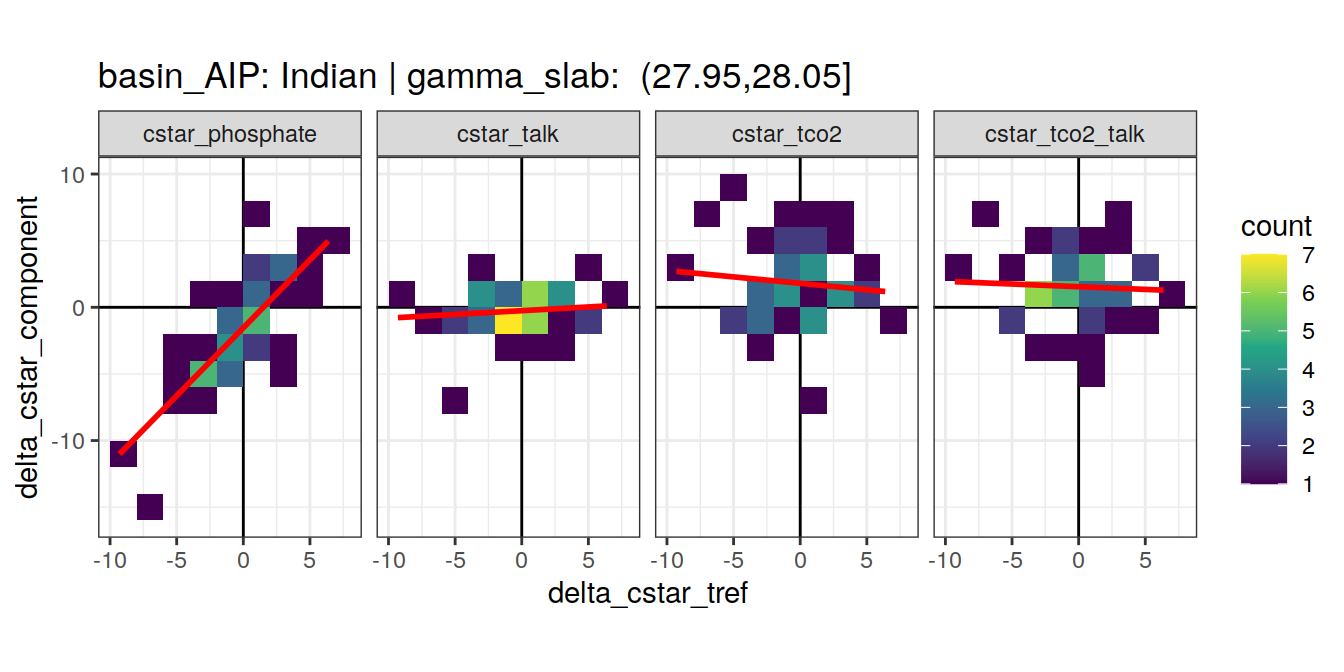 basin_AIP: Indian | gamma_slab:  (27.95,28.05]
cstar_phosphate cstar_talk cstar_tco2 cstar_tco2_talk
delta_cstar_component
10
0
-10
-10 -5 0 5 -10 -5 0 5 -10 -5 0 5 -10 -5 0 5
delta_cstar_tref
count
7
6
5
4
3
2
1